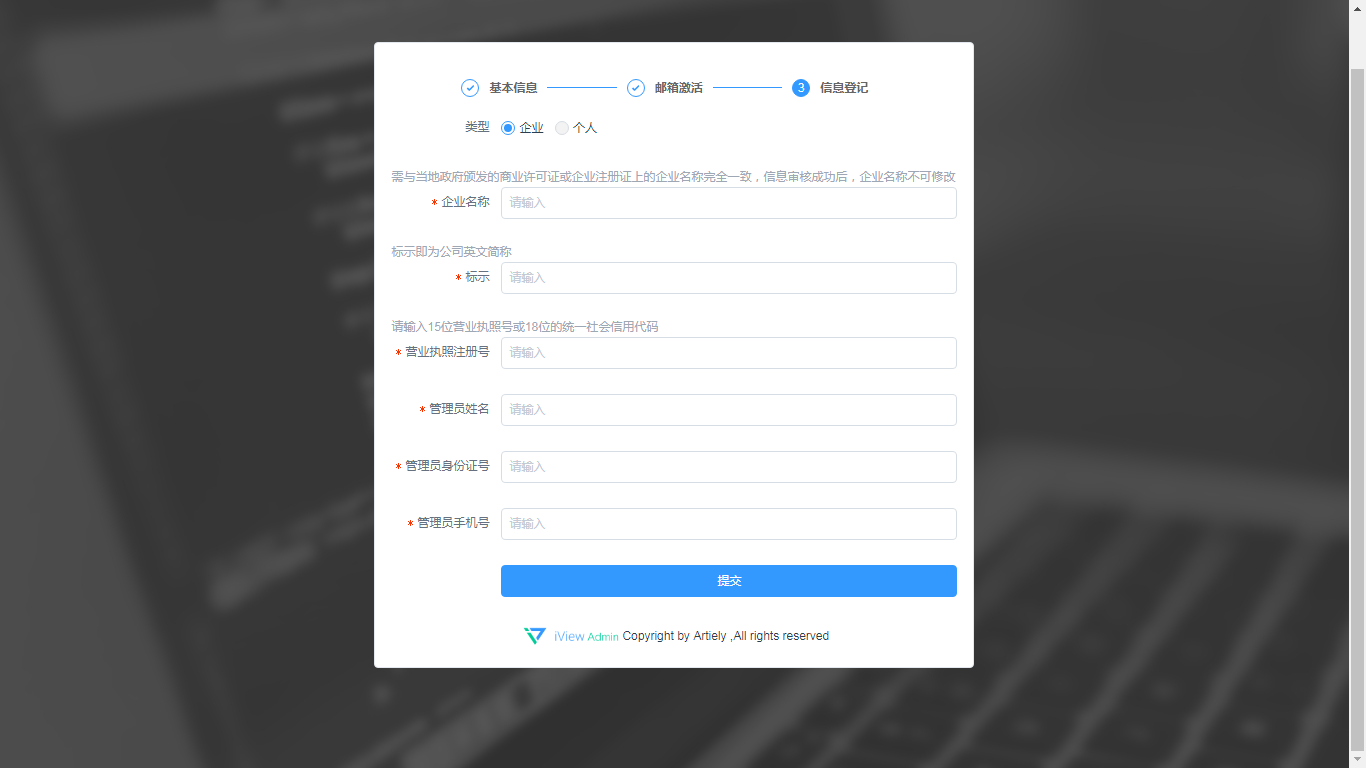 基本信息 邮箱激活 3 信息登记
类型 企业 个人
需与当地政府颁发的商业许可证或企业注册证上的企业名称完全一致，信息审核成功后，企业名称不可修改
* 企业名称 请输入
标示即为公司英文简称
* 标示 请输入
请输入15位营业执照号或18位的统一社会信用代码
* 营业执照注册号 请输入
* 管理员姓名 请输入
* 管理员身份证号 请输入
* 管理员手机号 请输入
提交
iView Admin Copyright by Artiely ,All rights reserved